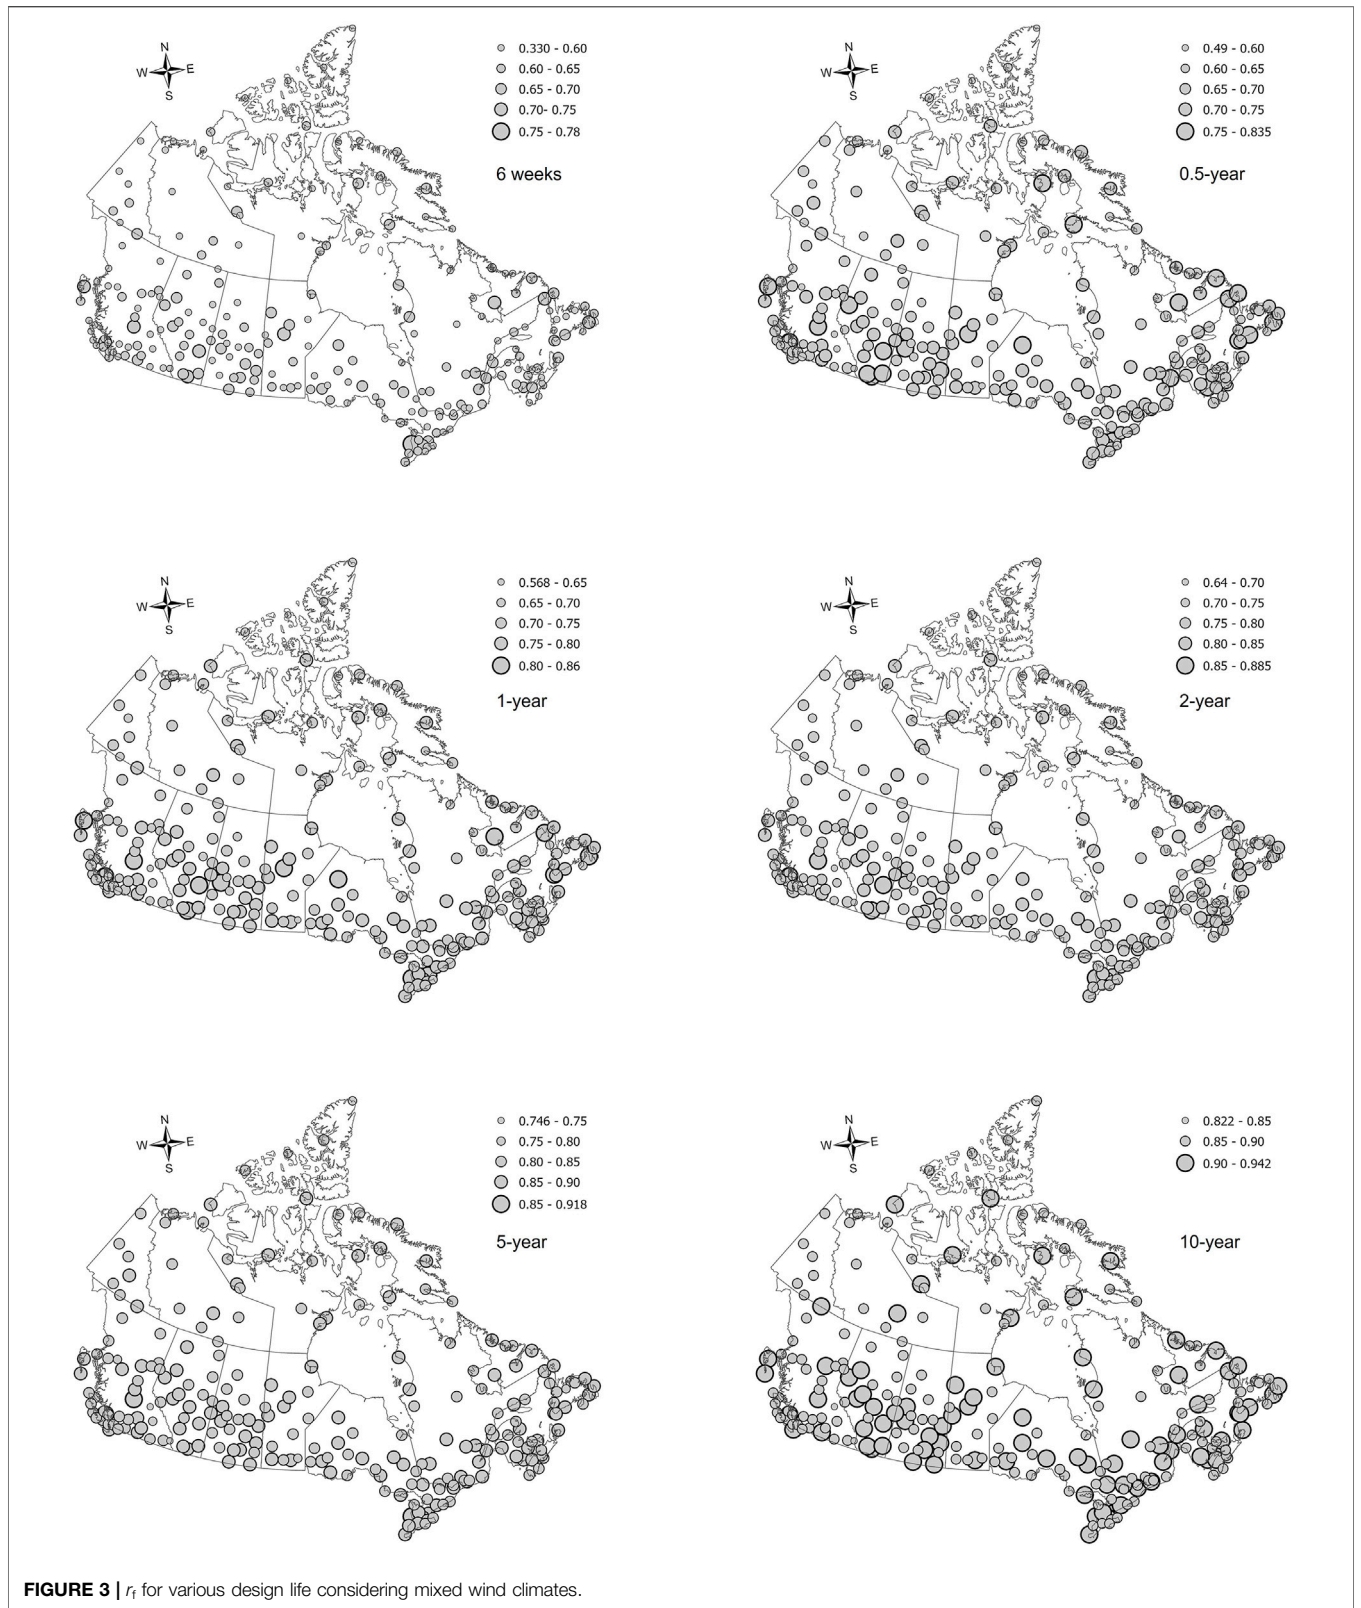 N
W E
S
0.330 - 0.60
0.60 - 0.65
0.65 - 0.70
0.70- 0.75
0.75 - 0.78
6 weeks
N
W E
S
0.49 - 0.60
0.60 - 0.65
0.65 - 0.70
0.70 - 0.75
0.75 - 0.835
0.5-year
N
W E
S
0.568 - 0.65
0.65 - 0.70
0.70 - 0.75
0.75 - 0.80
0.80 - 0.86
1-year
N
W E
S
0.64 - 0.70
0.70 - 0.75
0.75 - 0.80
0.80 - 0.85
0.85 - 0.885
2-year
N
W E
S
0.746 - 0.75
0.75 - 0.80
0.80 - 0.85
0.85 - 0.90
0.85 - 0.918
5-year
N
W E
S
0.822 - 0.85
0.85 - 0.90
0.90 - 0.942
10-year
FIGURE 3 | rf for various design life considering mixed wind climates.